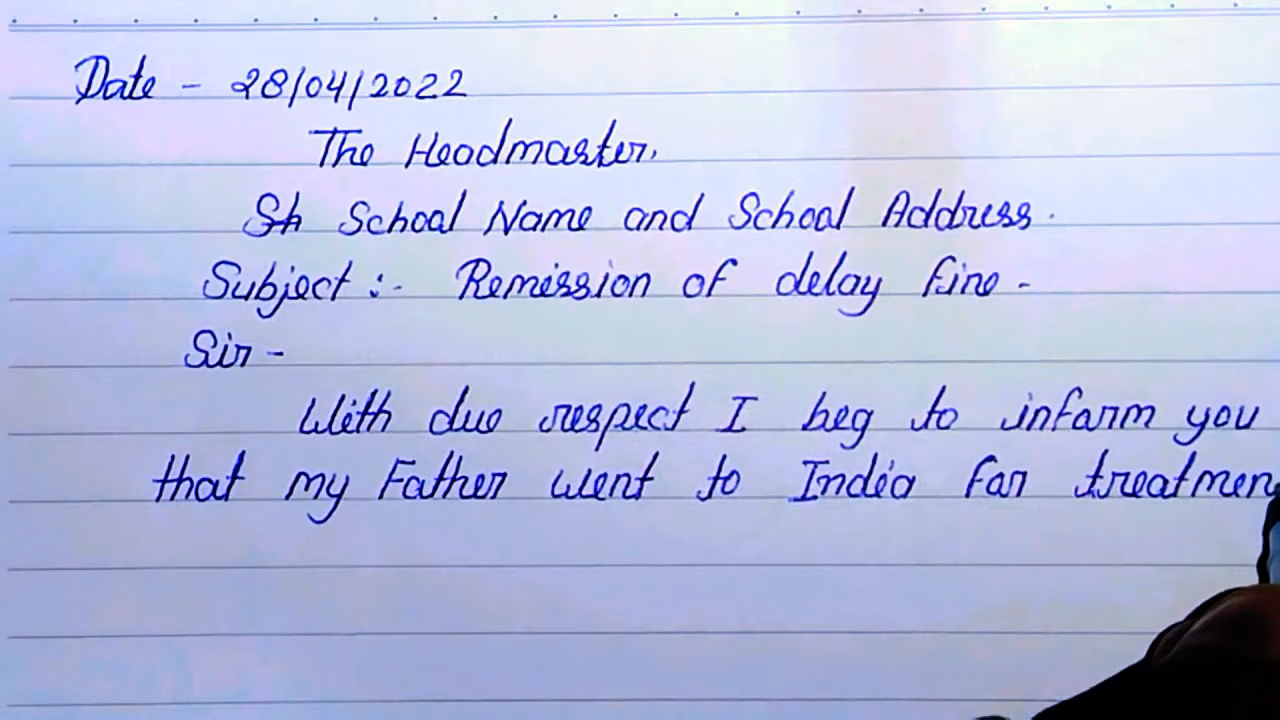 Date - 28/04/2022
The Headmaster.
Sh School Name and School Address.
Subject :- Remission of delay fine -
Sir -
With due respect I beg to inform you
that my Father went to India for treatmen